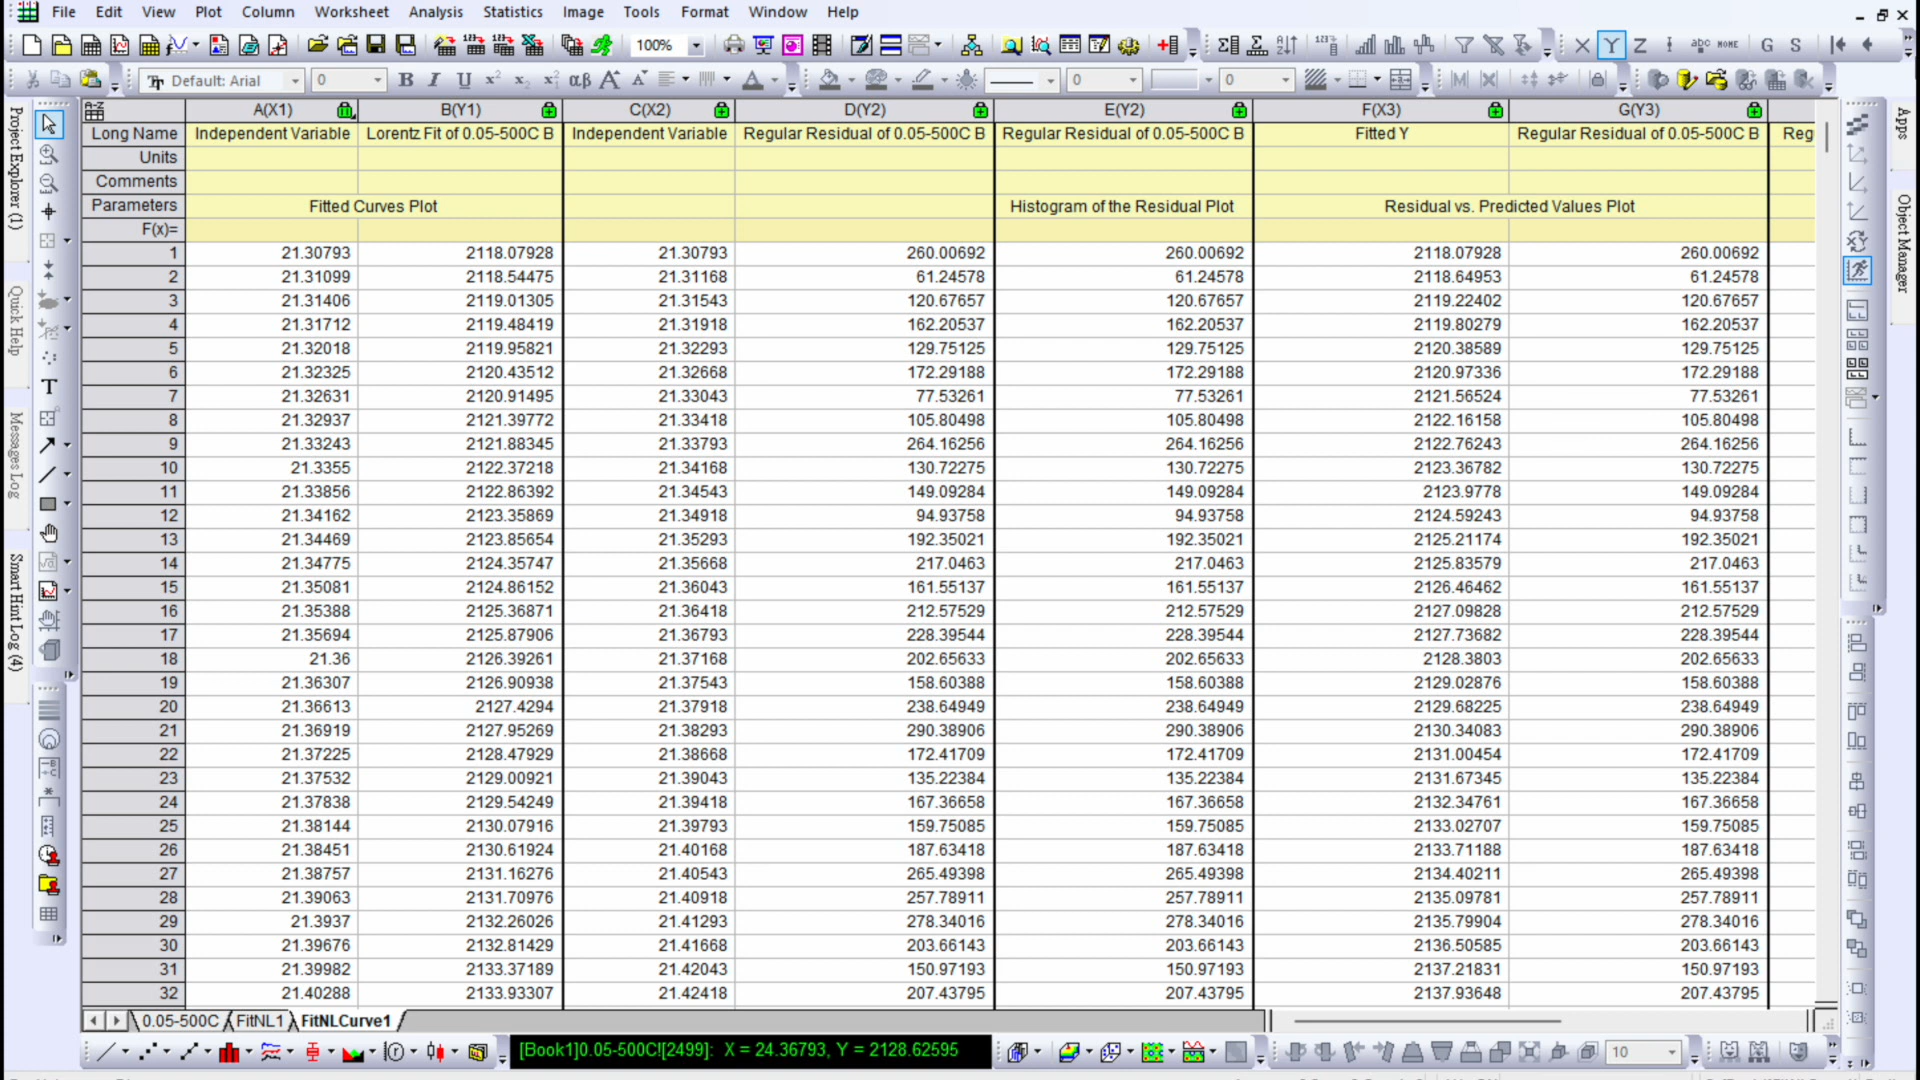 File Edit View Plot Column Worksheet Analysis Statistics Image Tools Format Window Help
100%
Default: Arial 0 0 0
A(X1) B(Y1) C(X2) D(Y2) E(Y2) F(X3) G(Y3)
Long Name Independent Variable Lorentz Fit of 0.05-500C B Independent Variable Regular Residual of 0.05-500C B Regular Residual of 0.05-500C B Fitted Y Regular Residual of 0.05-500C B Reg
Units
Comments
Parameters Fitted Curves Plot Histogram of the Residual Plot Residual vs. Predicted Values Plot
F(x)=
1 21.30793 2118.07928 21.30793 260.00692 260.00692 2118.07928 260.00692
2 21.31099 2118.54475 21.31168 61.24578 61.24578 2118.64953 61.24578
3 21.31406 2119.01305 21.31543 120.67657 120.67657 2119.22402 120.67657
4 21.31712 2119.48419 21.31918 162.20537 162.20537 2119.80279 162.20537
5 21.32018 2119.95821 21.32293 129.75125 129.75125 2120.38589 129.75125
6 21.32325 2120.43512 21.32668 172.29188 172.29188 2120.97336 172.29188
7 21.32631 2120.91495 21.33043 77.53261 77.53261 2121.56524 77.53261
8 21.32937 2121.39772 21.33418 105.80498 105.80498 2122.16158 105.80498
9 21.33243 2121.88345 21.33793 264.16256 264.16256 2122.76243 264.16256
10 21.3355 2122.37218 21.34168 130.72275 130.72275 2123.36782 130.72275
11 21.33856 2122.86392 21.34543 149.09284 149.09284 2123.9778 149.09284
12 21.34162 2123.35869 21.34918 94.93758 94.93758 2124.59243 94.93758
13 21.34469 2123.85654 21.35293 192.35021 192.35021 2125.21174 192.35021
14 21.34775 2124.35747 21.35668 217.0463 217.0463 2125.83579 217.0463
15 21.35081 2124.86152 21.36043 161.55137 161.55137 2126.46462 161.55137
16 21.35388 2125.36871 21.36418 212.57529 212.57529 2127.09828 212.57529
17 21.35694 2125.87906 21.36793 228.39544 228.39544 2127.73682 228.39544
18 21.36 2126.39261 21.37168 202.65633 202.65633 2128.3803 202.65633
19 21.36307 2126.90938 21.37543 158.60388 158.60388 2129.02876 158.60388
20 21.36613 2127.4294 21.37918 238.64949 238.64949 2129.68225 238.64949
21 21.36919 2127.95269 21.38293 290.38906 290.38906 2130.34083 290.38906
22 21.37225 2128.47929 21.38668 172.41709 172.41709 2131.00454 172.41709
23 21.37532 2129.00921 21.39043 135.22384 135.22384 2131.67345 135.22384
24 21.37838 2129.54249 21.39418 167.36658 167.36658 2132.34761 167.36658
25 21.38144 2130.07916 21.39793 159.75085 159.75085 2133.02707 159.75085
26 21.38451 2130.61924 21.40168 187.63418 187.63418 2133.71188 187.63418
27 21.38757 2131.16276 21.40543 265.49398 265.49398 2134.40211 265.49398
28 21.39063 2131.70976 21.40918 257.78911 257.78911 2135.09781 257.78911
29 21.3937 2132.26026 21.41293 278.34016 278.34016 2135.79904 278.34016
30 21.39676 2132.81429 21.41668 203.66143 203.66143 2136.50585 203.66143
31 21.39982 2133.37189 21.42043 150.97193 150.97193 2137.21831 150.97193
32 21.40288 2133.93307 21.42418 207.43795 207.43795 2137.93648 207.43795
0.05-500C FitNL1 FitNLCurve1
[Book1]0.05-500C![2499]: X = 24.36793, Y = 2128.62595
10
Project Explorer (1)
Quick Help
Messages Log
Smart Hint Log (4)
Apps
Object Manager